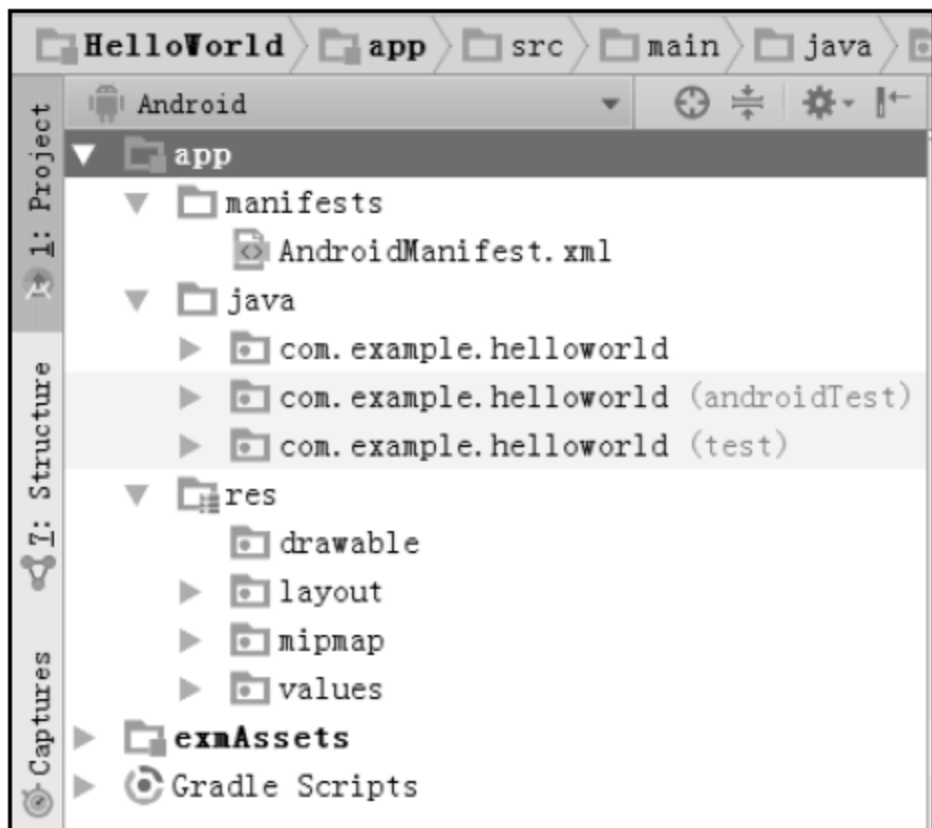 HelloWorld app src main java
Android
1: Project
7: Structure
Captures
app
manifests
AndroidManifest.xml
java
com.example.helloworld
com.example.helloworld (androidTest)
com.example.helloworld (test)
res
drawable
layout
mipmap
values
exmAssets
Gradle Scripts